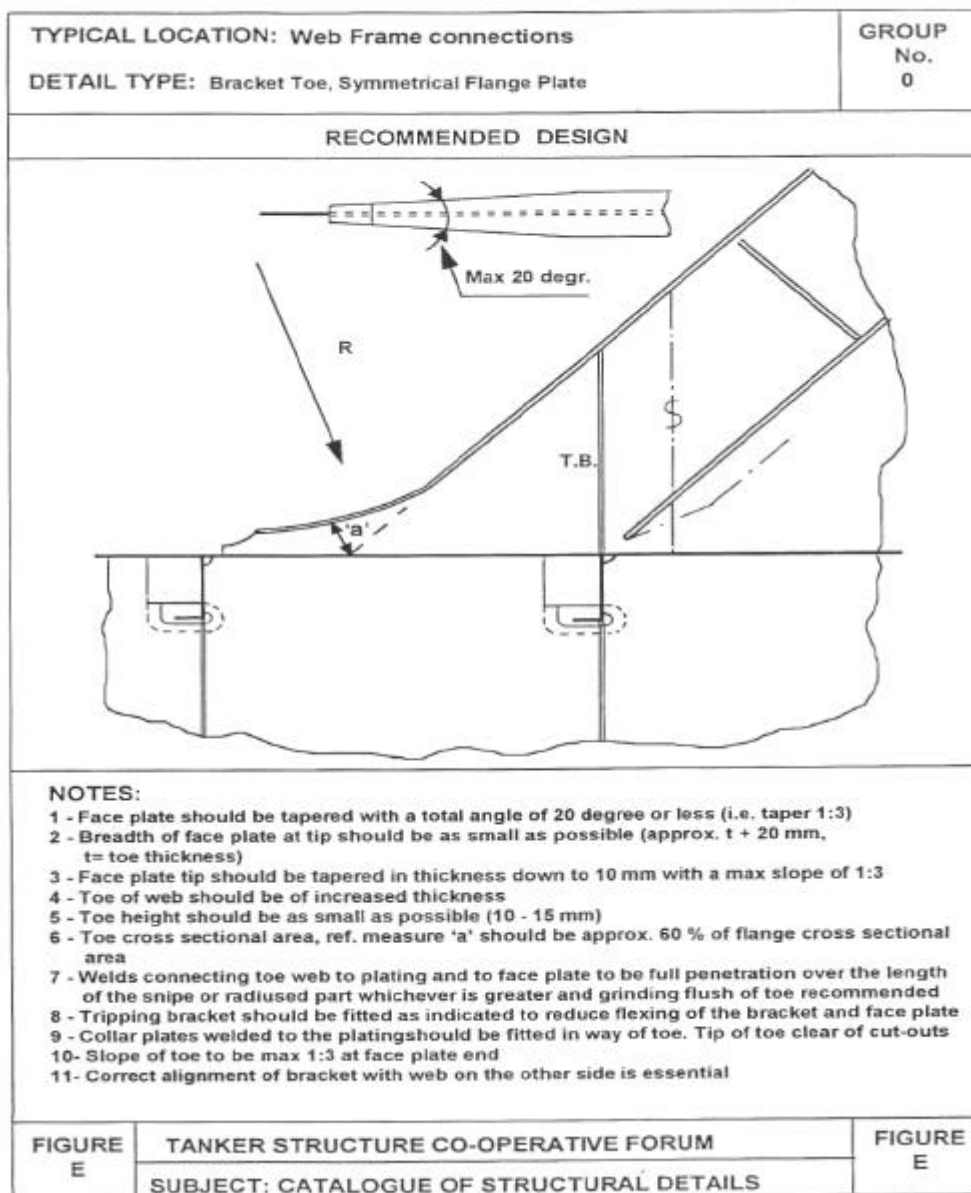 TYPICAL LOCATION: Web Frame connections
DETAIL TYPE: Bracket Toe, Symmetrical Flange Plate
GROUP
No.
0
RECOMMENDED DESIGN
Max 20 degr.
R
T.B.
'a'
NOTES:
1 - Face plate should be tapered with a total angle of 20 degree or less (i.e. taper 1:3)
2 - Breadth of face plate at tip should be as small as possible (approx. t + 20 mm,
t= toe thickness)
3 - Face plate tip should be tapered in thickness down to 10 mm with a max slope of 1:3
4 - Toe of web should be of increased thickness
5 - Toe height should be as small as possible (10 - 15 mm)
6 - Toe cross sectional area, ref. measure 'a' should be approx. 60 % of flange cross sectional
area
7 - Welds connecting toe web to plating and to face plate to be full penetration over the length
of the snipe or radiused part whichever is greater and grinding flush of toe recommended
8 - Tripping bracket should be fitted as indicated to reduce flexing of the bracket and face plate
9 - Collar plates welded to the platingshould be fitted in way of toe. Tip of toe clear of cut-outs
10- Slope of toe to be max 1:3 at face plate end
11- Correct alignment of bracket with web on the other side is essential
FIGURE
E
TANKER STRUCTURE CO-OPERATIVE FORUM
SUBJECT: CATALOGUE OF STRUCTURAL DETAILS
FIGURE
E